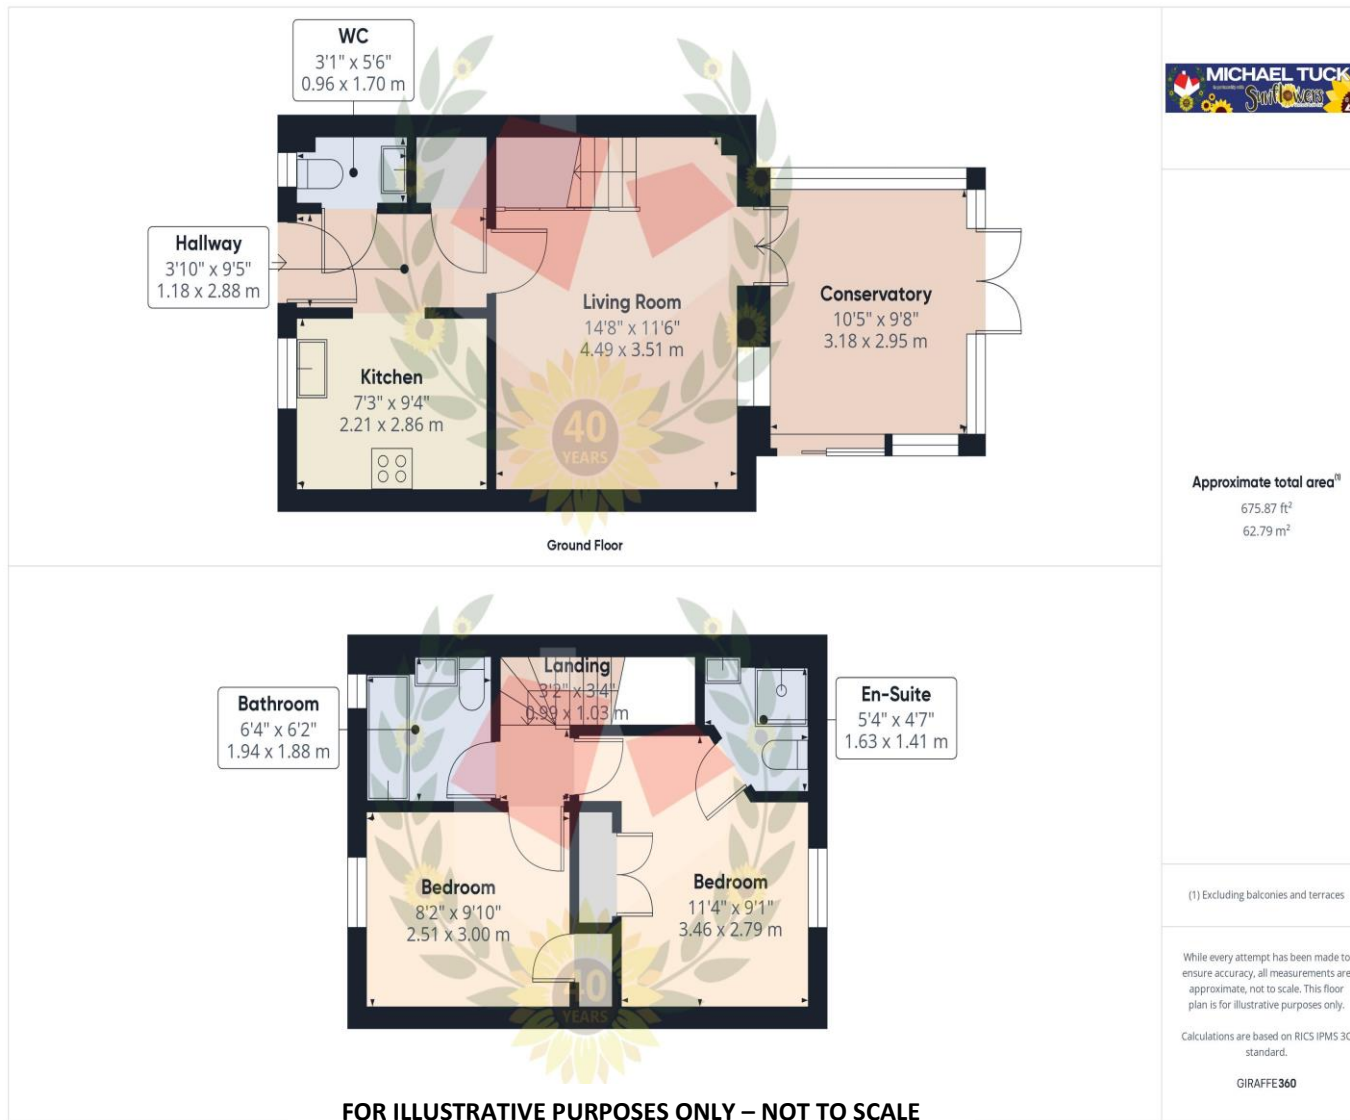 WC
3'1" x 5'6"
0.96 x 1.70 m
Hallway
3'10" x 9'5"
1.18 x 2.88 m
Living Room
14'8" x 11'6"
4.49 x 3.51 m
Conservatory
10'5" x 9'8"
3.18 x 2.95 m
Kitchen
7'3" x 9'4"
2.21 x 2.86 m
40
YEARS
Ground Floor
Landing
3'2" x 3'4"
0.99 x 1.03 m
Bathroom
6'4" x 6'2"
1.94 x 1.88 m
En-Suite
5'4" x 4'7"
1.63 x 1.41 m
Bedroom
8'2" x 9'10"
2.51 x 3.00 m
Bedroom
11'4" x 9'1"
3.46 x 2.79 m
40
YEARS
FOR ILLUSTRATIVE PURPOSES ONLY – NOT TO SCALE
MICHAEL TUCK
Sunflowers
Approximate total area(1)
675.87 ft²
62.79 m²
(1) Excluding balconies and terraces
While every attempt has been made to
ensure accuracy, all measurements are
approximate, not to scale. This floor
plan is for illustrative purposes only.
Calculations are based on RICS IPMS 3C
standard.
GIRAFFE360